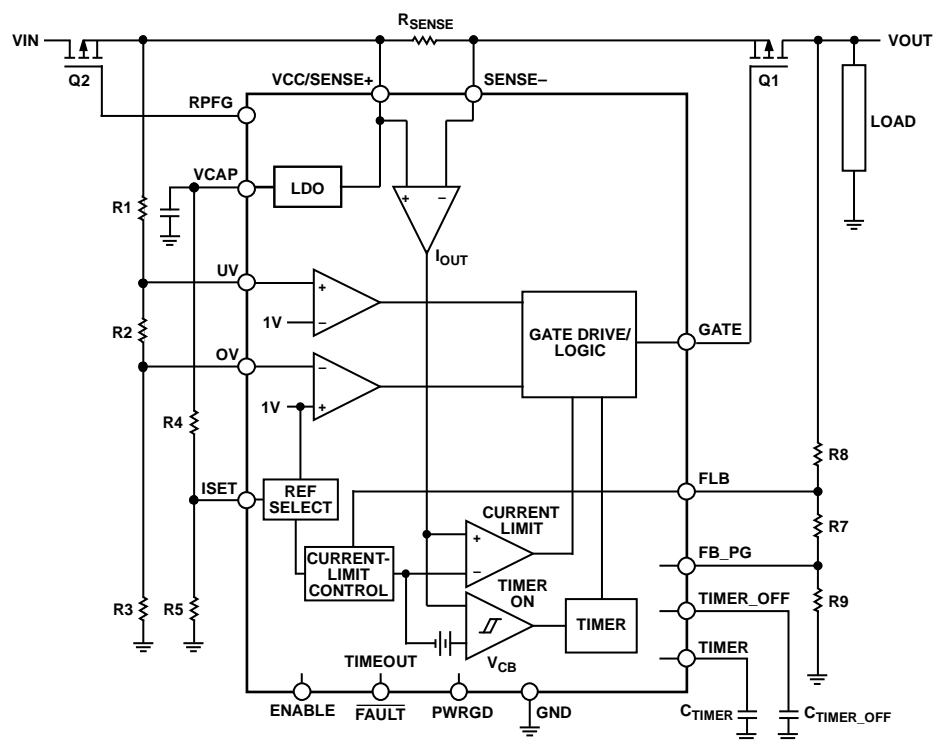 RSENSE
VIN
VOUT
Q2
VCC/SENSE+
SENSE–
Q1
RPFG
LOAD
VCAP
LDO
+
–
R1
IOUT
UV
+
1V
–
R2
GATE DRIVE/
LOGIC
GATE
OV
–
1V
+
R4
R8
ISET
REF
SELECT
FLB
CURRENT
LIMIT
+
–
R7
CURRENT-
LIMIT
CONTROL
FB_PG
TIMER
ON
R3
R5
TIMER
R9
TIMER_OFF
VCB
TIMER
TIMEOUT
ENABLE
FAULT
PWRGD
GND
CTIMER
CTIMER_OFF